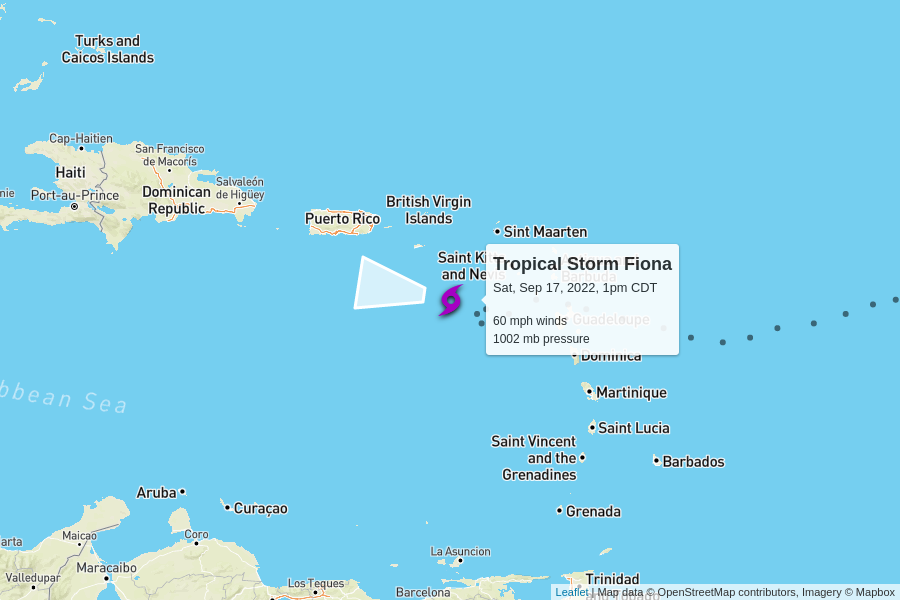 Turks and
Caicos Islands
Cap-Haitien
San Francisco
de Macorís
Haiti
Salvaleón
de Higüey
Port-au-Prince
Dominican
Republic
Puerto Rico
British Virgin
Islands
Sint Maarten
Saint Ki
and Nevis
Barbuda
Tropical Storm Fiona
Sat, Sep 17, 2022, 1pm CDT
60 mph winds
1002 mb pressure
Guadeloupe
Dominica
Martinique
bbean Sea
Saint Lucia
Saint Vincent
and the
Grenadines
Barbados
Aruba
Curaçao
Grenada
arta
Maicao
Coro
La Asuncion
Maracaibo
Valledupar
Los Teques
Barcelona
Trinidad
and Tobago
Leaflet | Map data © OpenStreetMap contributors, Imagery © Mapbox